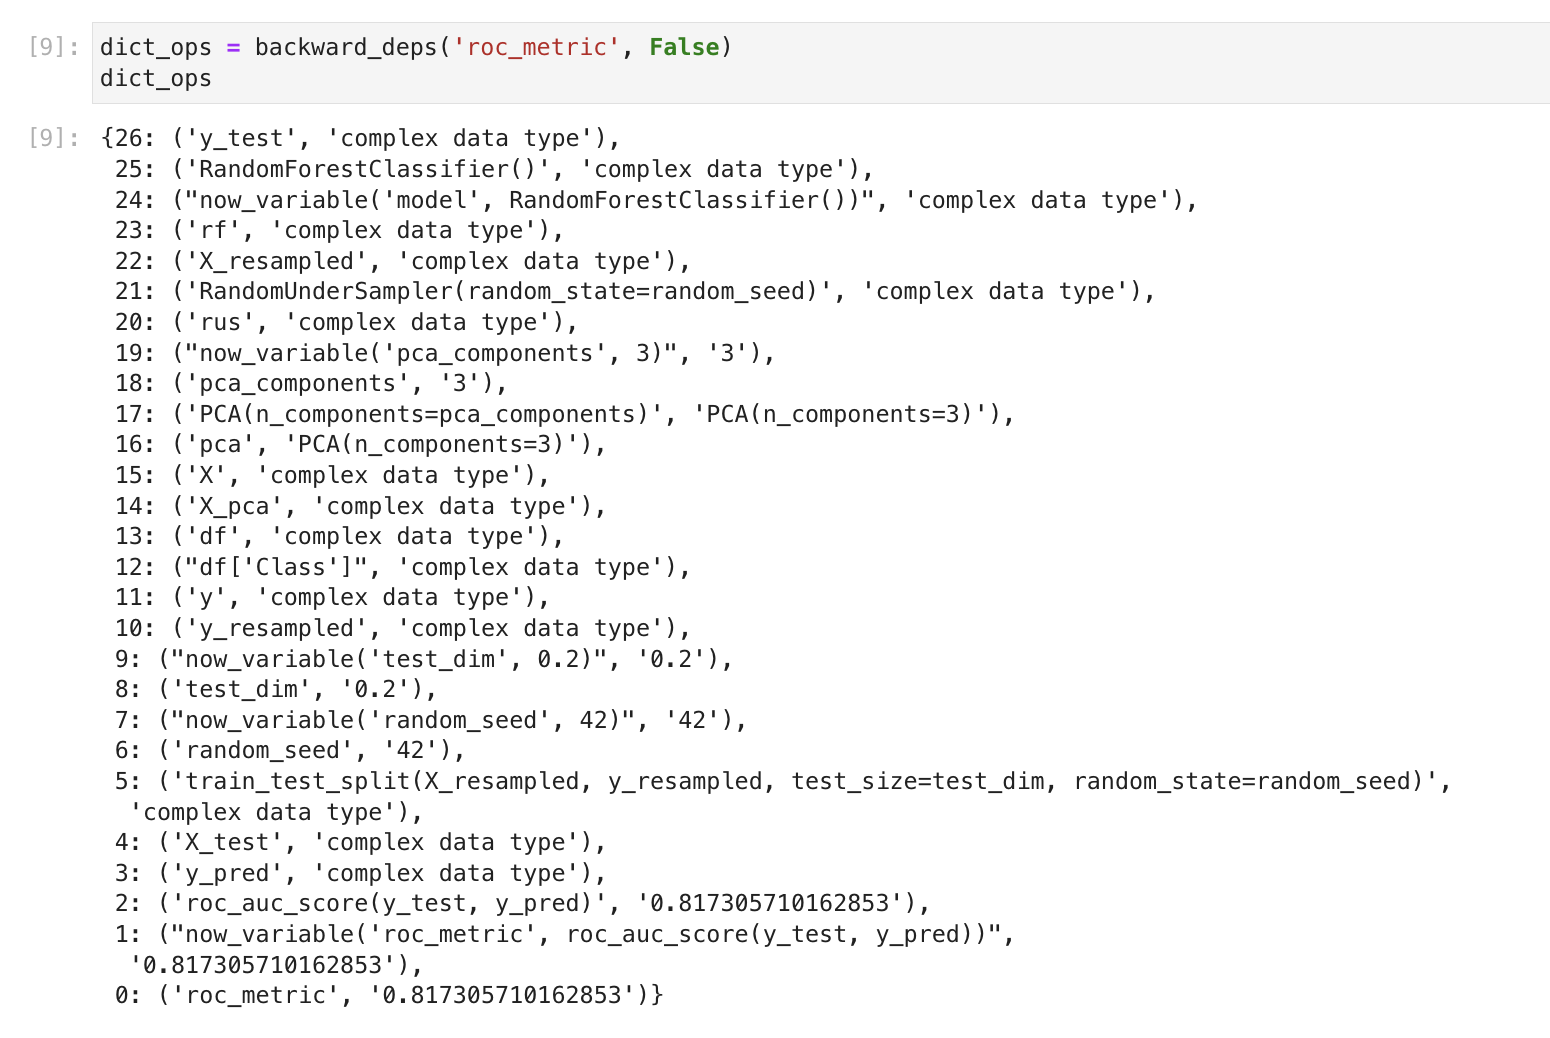 [9]: dict_ops = backward_deps('roc_metric', False)
dict_ops
[9]: {26: ('y_test', 'complex data type'),
25: ('RandomForestClassifier()', 'complex data type'),
24: ("now_variable('model', RandomForestClassifier())", 'complex data type'),
23: ('rf', 'complex data type'),
22: ('X_resampled', 'complex data type'),
21: ('RandomUnderSampler(random_state=random_seed)', 'complex data type'),
20: ('rus', 'complex data type'),
19: ("now_variable('pca_components', 3)", '3'),
18: ('pca_components', '3'),
17: ('PCA(n_components=pca_components)', 'PCA(n_components=3)'),
16: ('pca', 'PCA(n_components=3)'),
15: ('X', 'complex data type'),
14: ('X_pca', 'complex data type'),
13: ('df', 'complex data type'),
12: ("df['Class']", 'complex data type'),
11: ('y', 'complex data type'),
10: ('y_resampled', 'complex data type'),
9: ("now_variable('test_dim', 0.2)", '0.2'),
8: ('test_dim', '0.2'),
7: ("now_variable('random_seed', 42)", '42'),
6: ('random_seed', '42'),
5: ('train_test_split(X_resampled, y_resampled, test_size=test_dim, random_state=random_seed)',
'complex data type'),
4: ('X_test', 'complex data type'),
3: ('y_pred', 'complex data type'),
2: ('roc_auc_score(y_test, y_pred)', '0.817305710162853'),
1: ("now_variable('roc_metric', roc_auc_score(y_test, y_pred))",
'0.817305710162853'),
0: ('roc_metric', '0.817305710162853')}